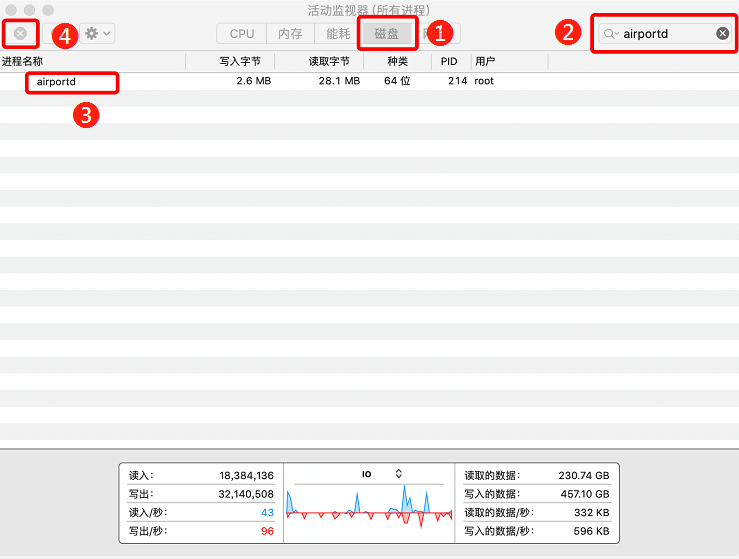 活动监视器 (所有进程)
4 CPU 内存 能耗 磁盘 1 2 airportd
进程名称 写入字节 读取字节 种类 PID 用户
airportd 2.6 MB 28.1 MB 64 位 214 root
3
读入: 18,384,136 IO 读取的数据: 230.74 GB
写出: 32,140,508 写入的数据: 457.10 GB
读入/秒: 43 读取的数据/秒: 332 KB
写出/秒: 96 写入的数据/秒: 596 KB